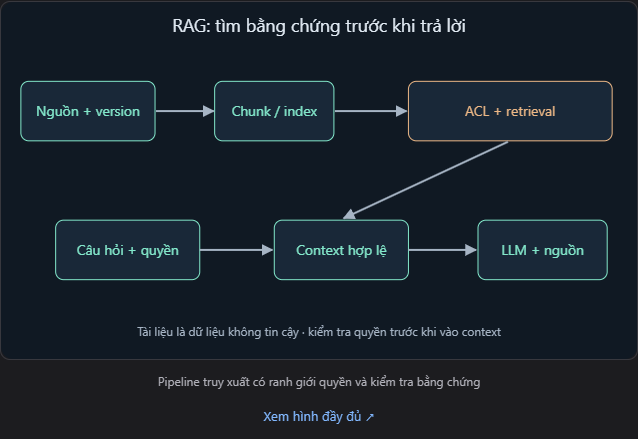 RAG: tìm bằng chứng trước khi trả lời
Nguồn + version
Chunk / index
ACL + retrieval
Câu hỏi + quyền
Context hợp lệ
LLM + nguồn
Tài liệu là dữ liệu không tin cậy · kiểm tra quyền trước khi vào context
Pipeline truy xuất có ranh giới quyền và kiểm tra bằng chứng
Xem hình đầy đủ ↗